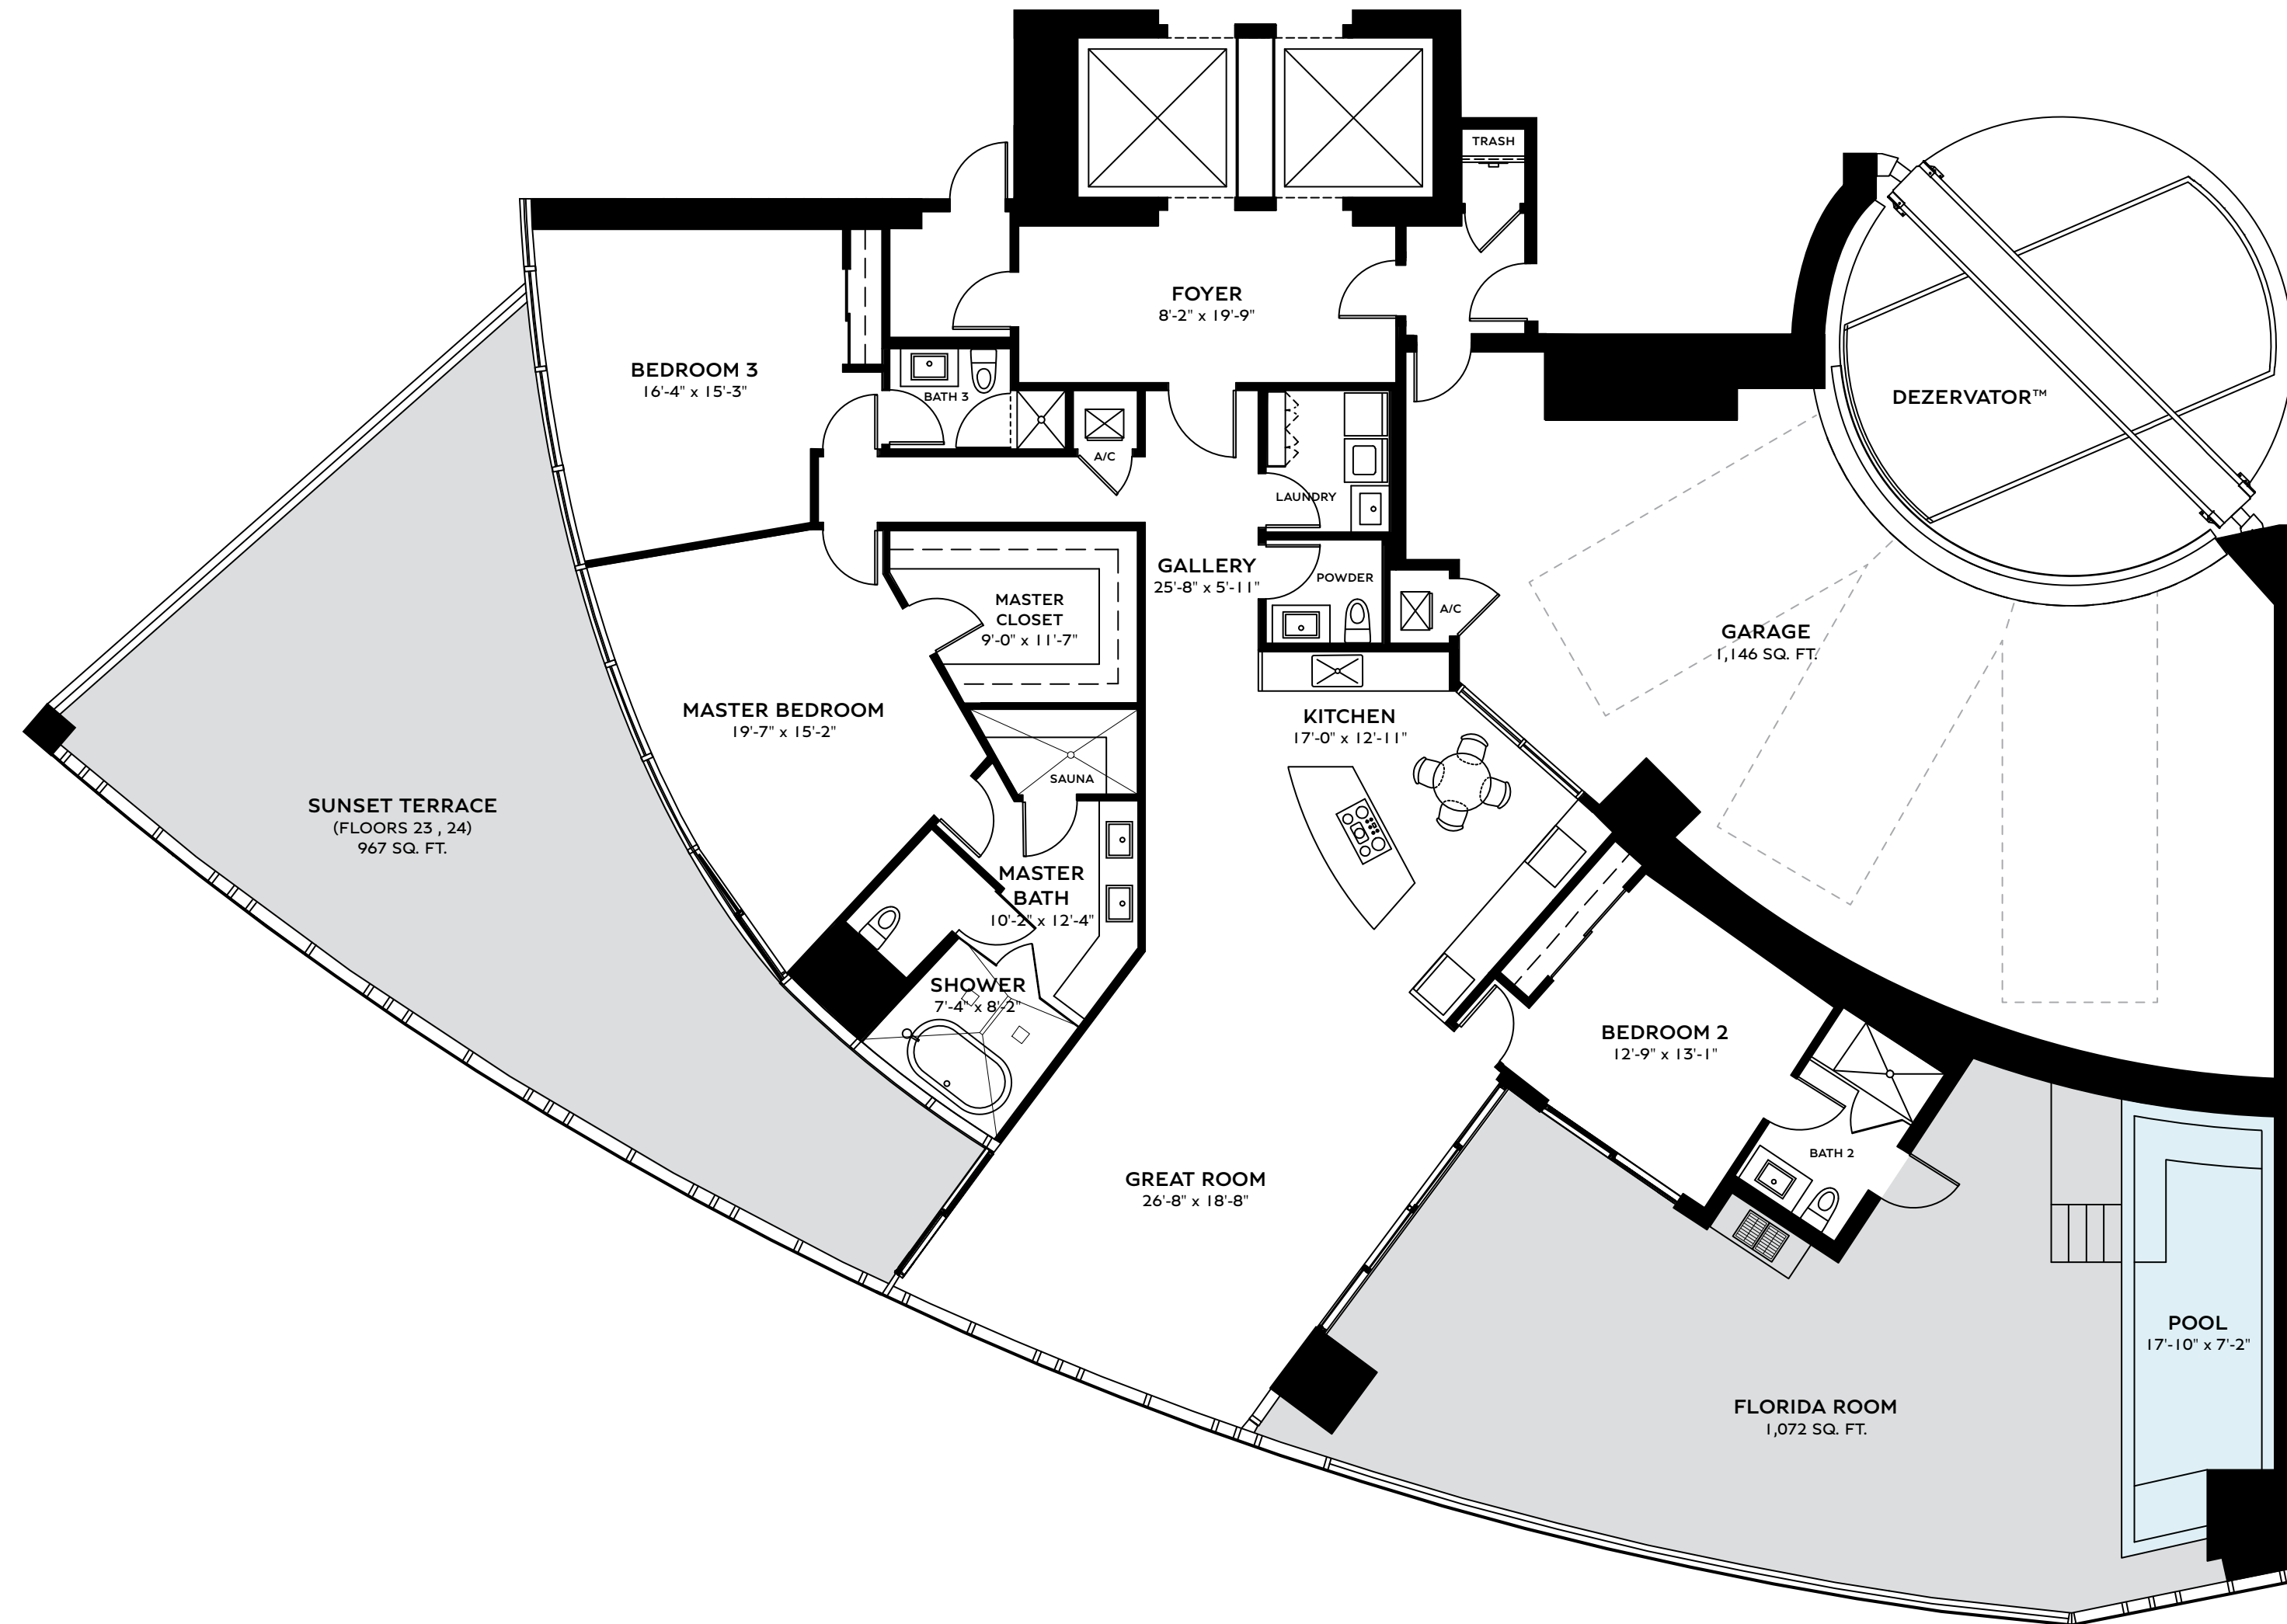 TRASH
FOYER
8'-2" x 19'-9"
BEDROOM 3
16'-4" x 15'-3"
BATH 3
DEZERVATOR™
A/C
LAUNDRY
GALLERY
25'-8" x 5'-11"
POWDER
MASTER
CLOSET
9'-0" x 11'-7"
A/C
GARAGE
1,146 SQ. FT.
MASTER BEDROOM
19'-7" x 15'-2"
KITCHEN
17'-0" x 12'-11"
SAUNA
SUNSET TERRACE
(FLOORS 23 , 24)
967 SQ. FT.
MASTER
BATH
10'-2" x 12'-4"
SHOWER
7'-4" x 8'-2"
BEDROOM 2
12'-9" x 13'-1"
BATH 2
GREAT ROOM
26'-8" x 18'-8"
POOL
17'-10" x 7'-2"
FLORIDA ROOM
1,072 SQ. FT.